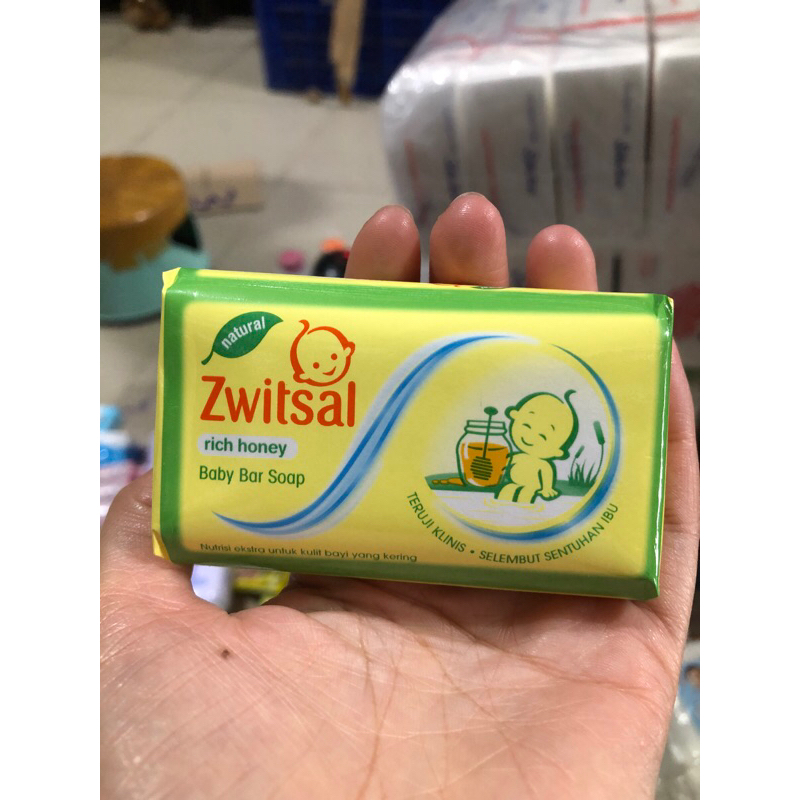 natural
Zwitsal
rich honey
Baby Bar Soap
Nutrisi ekstra untuk kulit bayi yang kering
TERUJI KLINIS • SELEMBUT SENTUHAN IBU